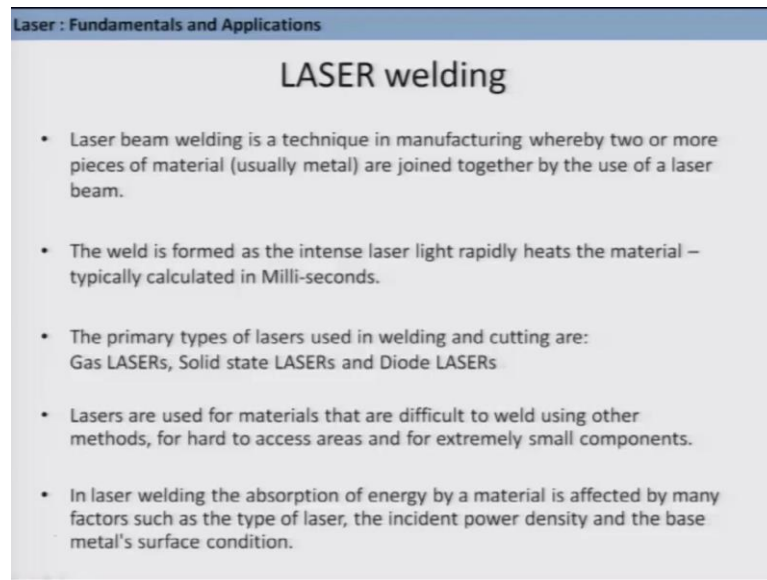 Laser : Fundamentals and Applications
LASER welding
• Laser beam welding is a technique in manufacturing whereby two or more
pieces of material (usually metal) are joined together by the use of a laser
beam.
• The weld is formed as the intense laser light rapidly heats the material –
typically calculated in Milli-seconds.
• The primary types of lasers used in welding and cutting are:
Gas LASERs, Solid state LASERs and Diode LASERs
• Lasers are used for materials that are difficult to weld using other
methods, for hard to access areas and for extremely small components.
• In laser welding the absorption of energy by a material is affected by many
factors such as the type of laser, the incident power density and the base
metal's surface condition.